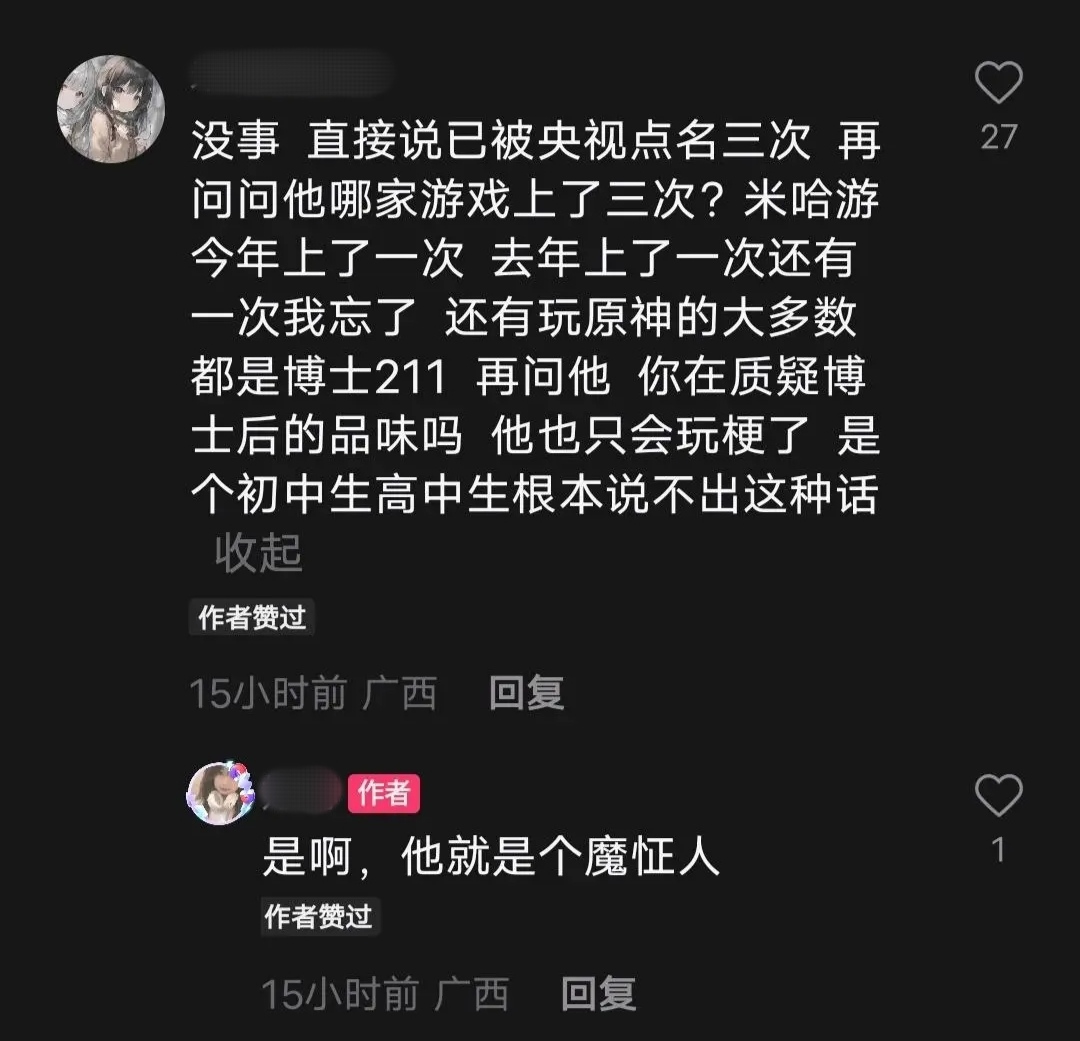 没事 直接说已被央视点名三次 再
问问他哪家游戏上了三次？米哈游
今年上了一次 去年上了一次还有
一次我忘了 还有玩原神的大多数
都是博士211 再问他 你在质疑博
士后的品味吗 他也只会玩梗了 是
个初中生高中生根本说不出这种话
收起
27
作者赞过
15小时前 广西 回复
作者
是啊，他就是个魔怔人
1
作者赞过
15小时前 广西 回复